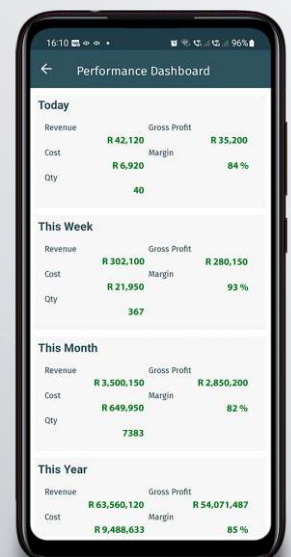 16:10
96%
← Performance Dashboard
Today
Revenue Gross Profit
R 42,120 R 35,200
Cost Margin
R 6,920 84 %
Qty
40
This Week
Revenue Gross Profit
R 302,100 R 280,150
Cost Margin
R 21,950 93 %
Qty
367
This Month
Revenue Gross Profit
R 3,500,150 R 2,850,200
Cost Margin
R 649,950 82 %
Qty
7383
This Year
Revenue Gross Profit
R 63,560,120 R 54,071,487
Cost Margin
R 9,488,633 85 %